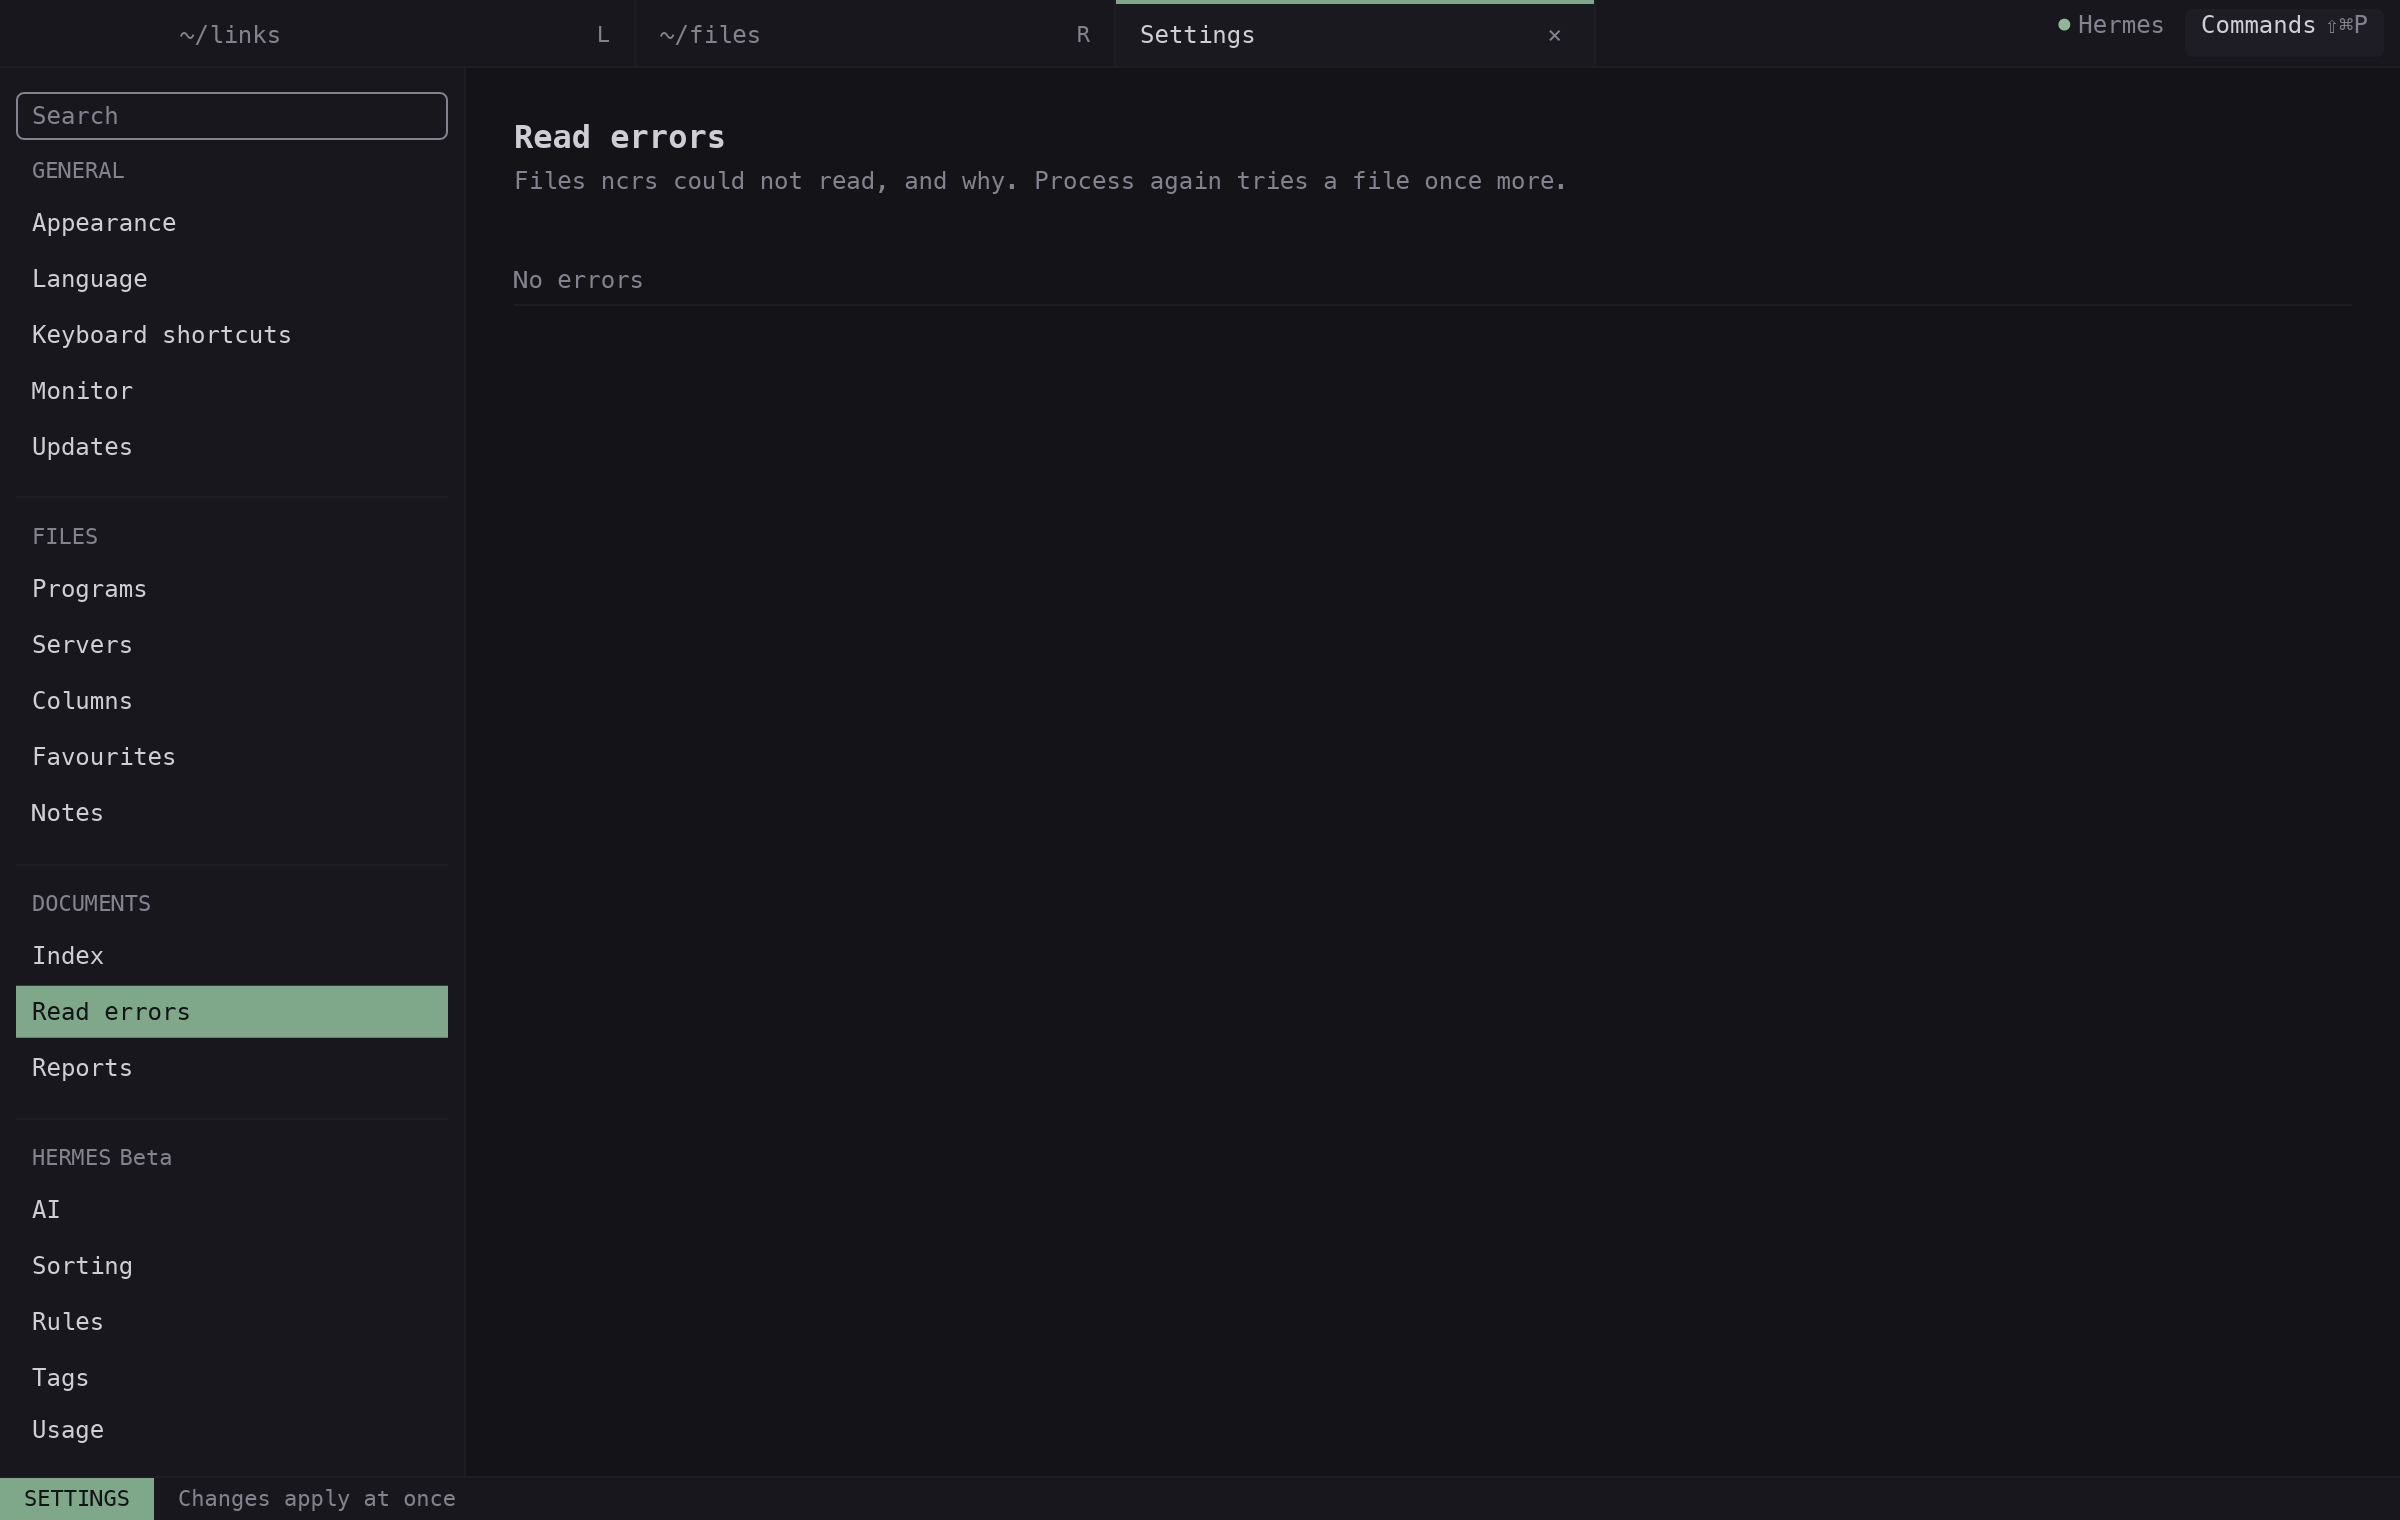 ~/links L ~/files R Settings × Hermes Commands ⇧⌘P
Search
GENERAL
Appearance
Language
Keyboard shortcuts
Monitor
Updates
FILES
Programs
Servers
Columns
Favourites
Notes
DOCUMENTS
Index
Read errors
Reports
HERMES Beta
AI
Sorting
Rules
Tags
Usage
Read errors
Files ncrs could not read, and why. Process again tries a file once more.
No errors
SETTINGS Changes apply at once